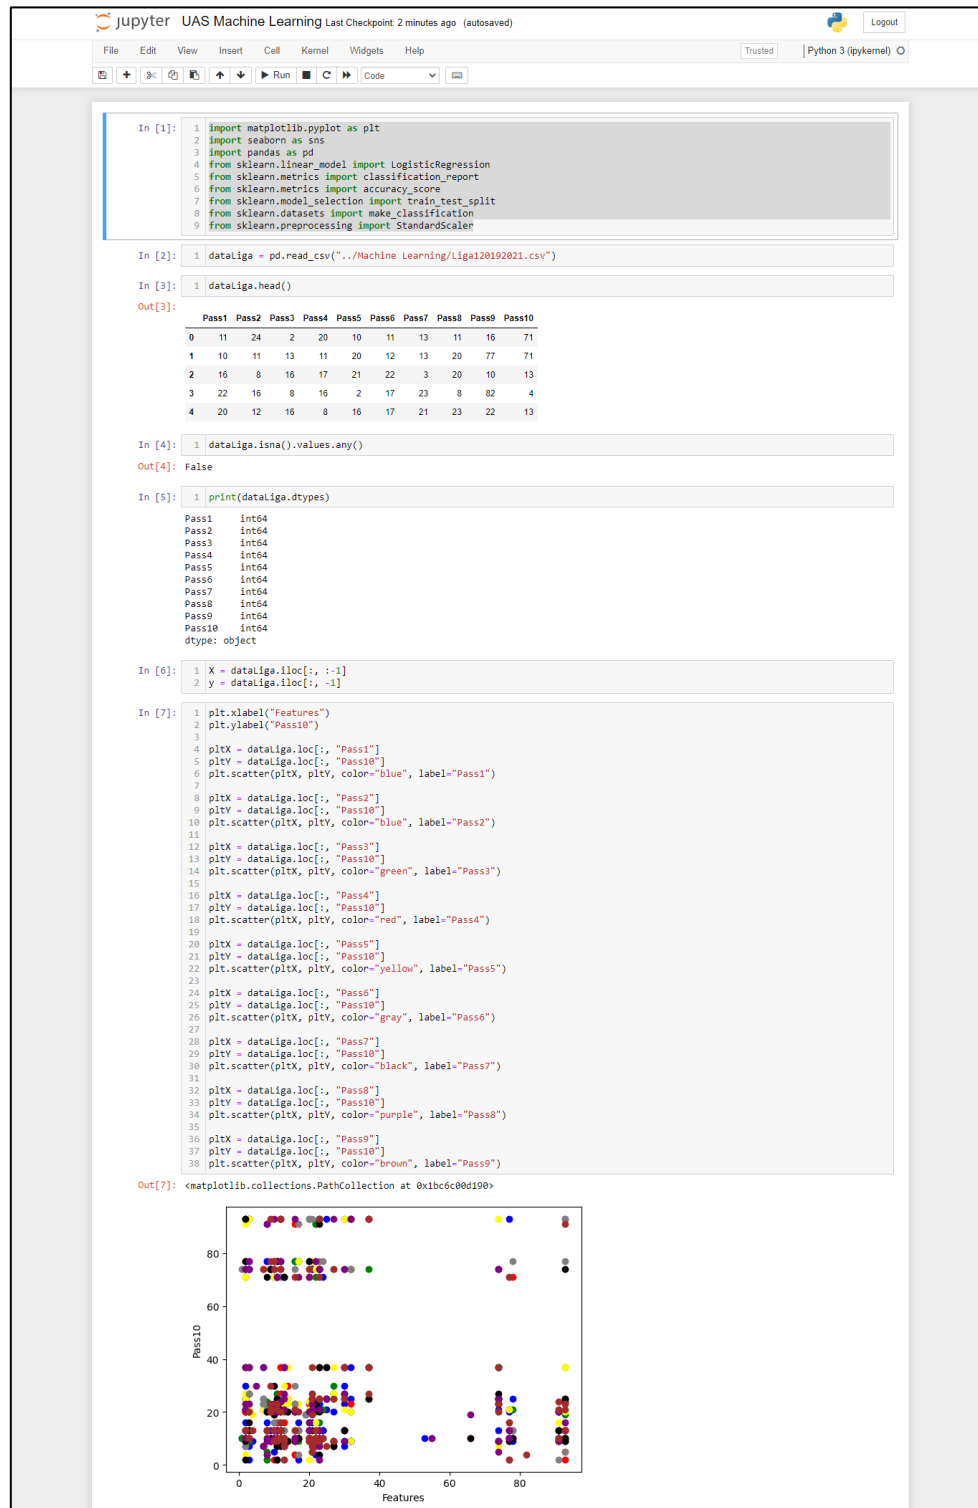 jupyter UAS Machine Learning Last Checkpoint: 2 minutes ago (autosaved)
Logout
File Edit View Insert Cell Kernel Widgets Help
Trusted
Python 3 (ipykernel)
Run
Code
In [1]:
1 import matplotlib.pyplot as plt
2 import seaborn as sns
3 import pandas as pd
4 from sklearn.linear_model import LogisticRegression
5 from sklearn.metrics import classification_report
6 from sklearn.metrics import accuracy_score
7 from sklearn.model_selection import train_test_split
8 from sklearn.datasets import make_classification
9 from sklearn.preprocessing import StandardScaler
In [2]: 1 dataLiga = pd.read_csv("../Machine Learning/Liga120192021.csv")
In [3]: 1 dataLiga.head()
Out[3]:
Pass1 Pass2 Pass3 Pass4 Pass5 Pass6 Pass7 Pass8 Pass9 Pass10
0 11 24 2 20 10 11 13 11 16 71
1 10 11 13 11 20 12 13 20 77 71
2 16 8 16 17 21 22 3 20 10 13
3 22 16 8 16 2 17 23 8 82 4
4 20 12 16 8 16 17 21 23 22 13
In [4]: 1 dataLiga.isna().values.any()
Out[4]: False
In [5]: 1 print(dataLiga.dtypes)
Pass1 int64
Pass2 int64
Pass3 int64
Pass4 int64
Pass5 int64
Pass6 int64
Pass7 int64
Pass8 int64
Pass9 int64
Pass10 int64
dtype: object
In [6]: 1 X = dataLiga.iloc[:, :-1]
2 y = dataLiga.iloc[:, -1]
In [7]: 1 plt.xlabel("Features")
2 plt.ylabel("Pass10")
3
4 pltX = dataLiga.loc[:, "Pass1"]
5 pltY = dataLiga.loc[:, "Pass10"]
6 plt.scatter(pltX, pltY, color="blue", label="Pass1")
7
8 pltX = dataLiga.loc[:, "Pass2"]
9 pltY = dataLiga.loc[:, "Pass10"]
10 plt.scatter(pltX, pltY, color="blue", label="Pass2")
11
12 pltX = dataLiga.loc[:, "Pass3"]
13 pltY = dataLiga.loc[:, "Pass10"]
14 plt.scatter(pltX, pltY, color="green", label="Pass3")
15
16 pltX = dataLiga.loc[:, "Pass4"]
17 pltY = dataLiga.loc[:, "Pass10"]
18 plt.scatter(pltX, pltY, color="red", label="Pass4")
19
20 pltX = dataLiga.loc[:, "Pass5"]
21 pltY = dataLiga.loc[:, "Pass10"]
22 plt.scatter(pltX, pltY, color="yellow", label="Pass5")
23
24 pltX = dataLiga.loc[:, "Pass6"]
25 pltY = dataLiga.loc[:, "Pass10"]
26 plt.scatter(pltX, pltY, color="gray", label="Pass6")
27
28 pltX = dataLiga.loc[:, "Pass7"]
29 pltY = dataLiga.loc[:, "Pass10"]
30 plt.scatter(pltX, pltY, color="black", label="Pass7")
31
32 pltX = dataLiga.loc[:, "Pass8"]
33 pltY = dataLiga.loc[:, "Pass10"]
34 plt.scatter(pltX, pltY, color="purple", label="Pass8")
35
36 pltX = dataLiga.loc[:, "Pass9"]
37 pltY = dataLiga.loc[:, "Pass10"]
38 plt.scatter(pltX, pltY, color="brown", label="Pass9")
Out[7]: <matplotlib.collections.PathCollection at 0x1bc6c00d190>
80
60
Pass10
40
20
0
0 20 40 60 80
Features